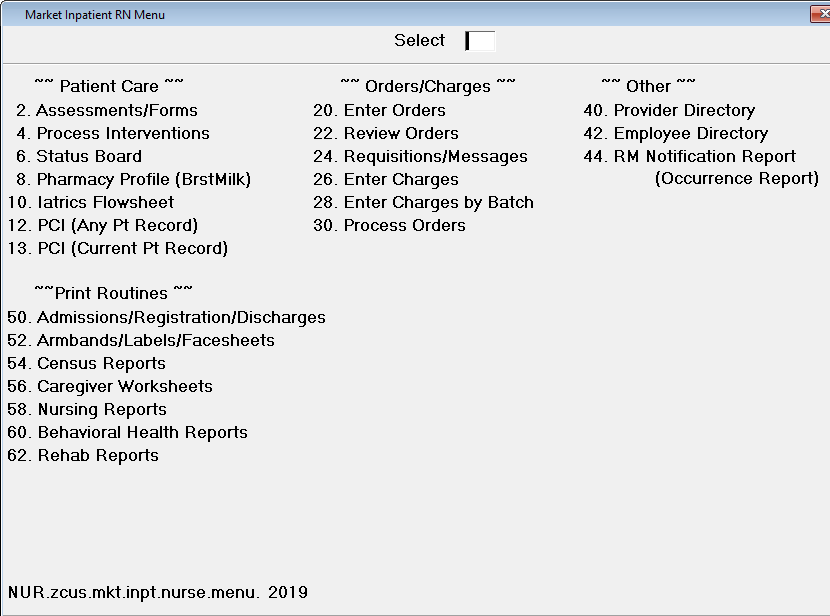 Market Inpatient RN Menu
Select
~~ Patient Care ~~
2. Assessments/Forms
4. Process Interventions
6. Status Board
8. Pharmacy Profile (BrstMilk)
10. Iatrics Flowsheet
12. PCI (Any Pt Record)
13. PCI (Current Pt Record)
~~ Orders/Charges ~~
20. Enter Orders
22. Review Orders
24. Requisitions/Messages
26. Enter Charges
28. Enter Charges by Batch
30. Process Orders
~~ Other ~~
40. Provider Directory
42. Employee Directory
44. RM Notification Report
(Occurrence Report)
~~Print Routines ~~
50. Admissions/Registration/Discharges
52. Armbands/Labels/Facesheets
54. Census Reports
56. Caregiver Worksheets
58. Nursing Reports
60. Behavioral Health Reports
62. Rehab Reports
NUR.zcus.mkt.inpt.nurse.menu. 2019